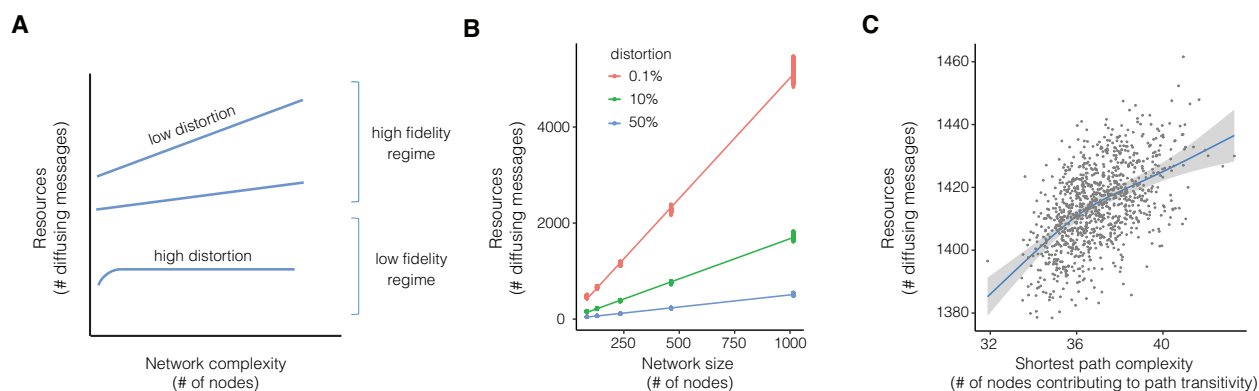 A
Resources
(# diffusing messages)
low distortion
high distortion
high fidelity
regime
low fidelity
regime
Network complexity
(# of nodes)
B
Resources
(# diffusing messages)
distortion
0.1%
10%
50%
4000
2000
0
250
500
750
1000
Network size
(# of nodes)
C
Resources
(# diffusing messages)
1460
1440
1420
1400
1380
32
36
40
Shortest path complexity
(# of nodes contributing to path transitivity)